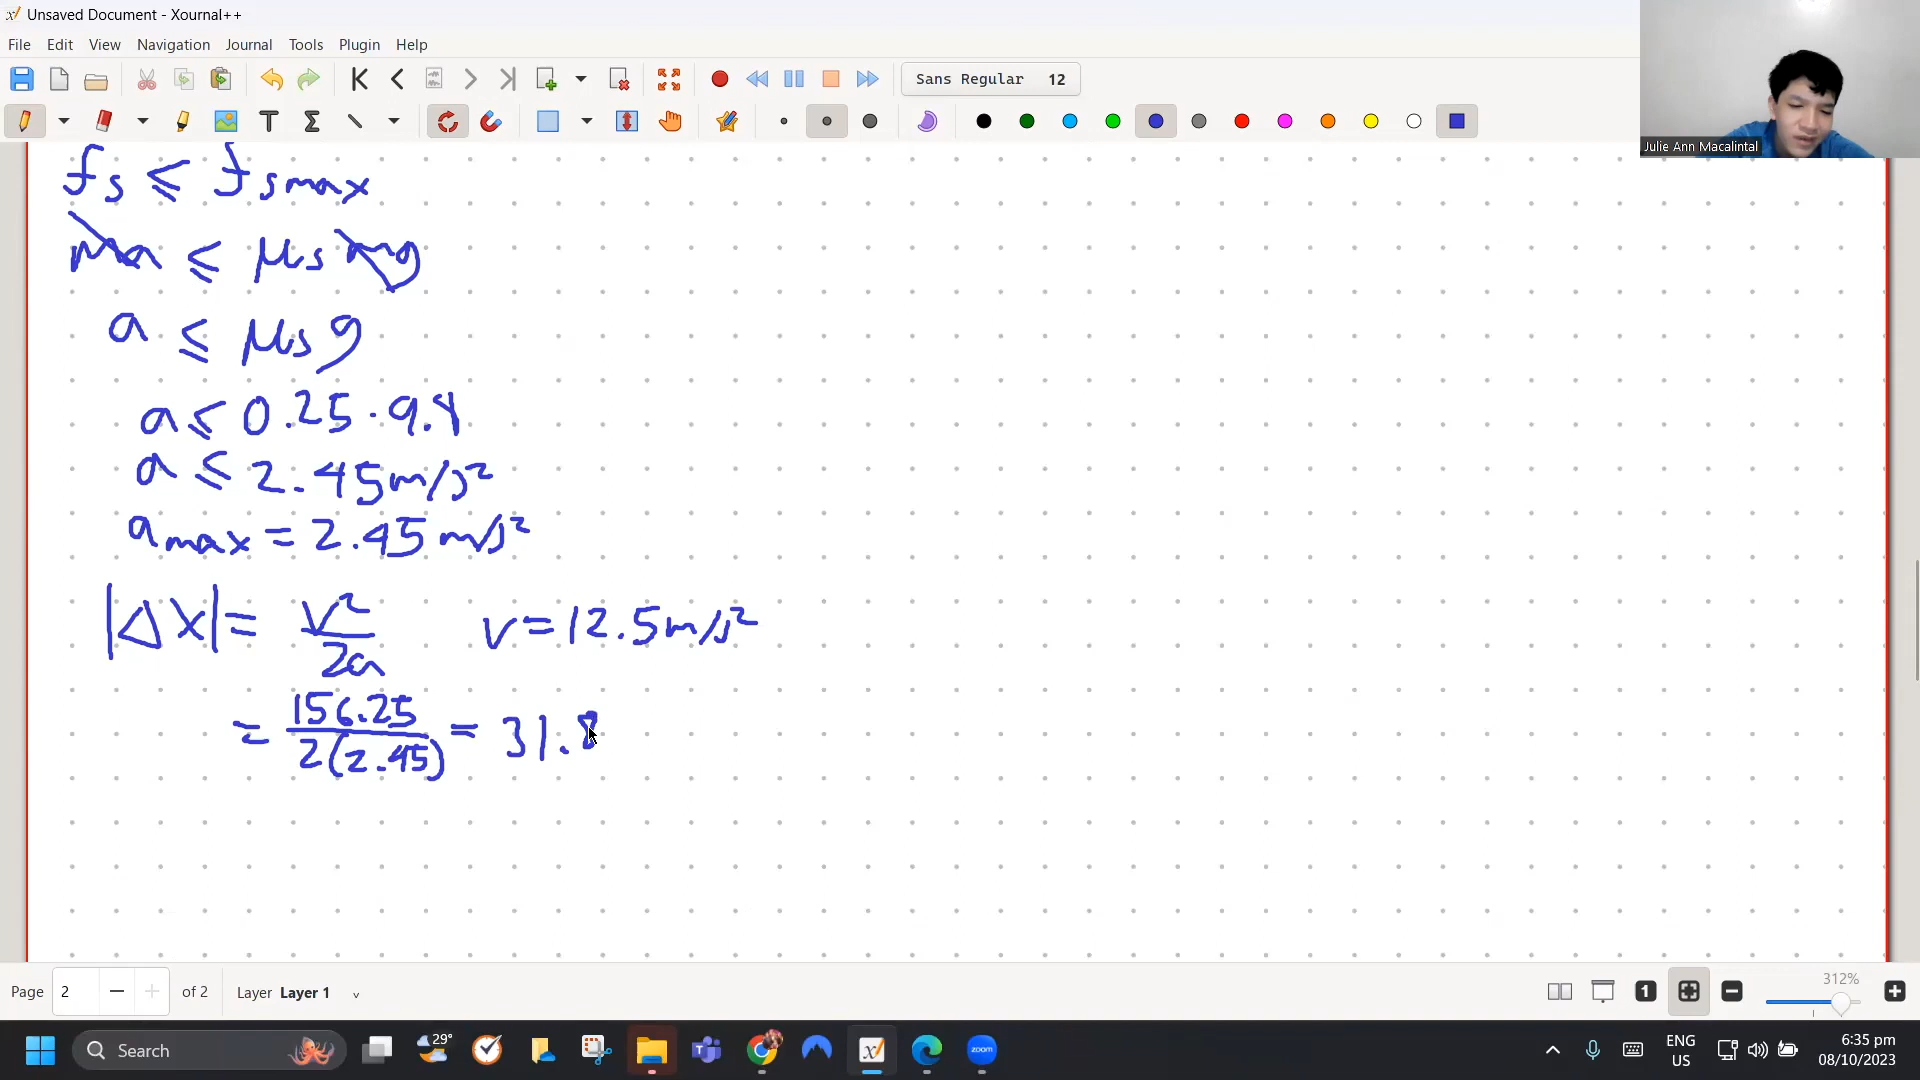 Unsaved Document - Xournal++
File Edit View Navigation Journal Tools Plugin Help
Sans Regular 12
Julie Ann Macalintal
fs ≤ fsmax
ma ≤ μs mg
a ≤ μs g
a ≤ 0.25 · 9.8
a ≤ 2.45 m/s²
amax = 2.45 m/s²
|Δx| = v²/2a v = 12.5 m/s²
= 156.25/2(2.45) = 31.8
Page 2 of 2 Layer Layer 1 312%
Search 29° zoom ENG US 6:35 pm 08/10/2023